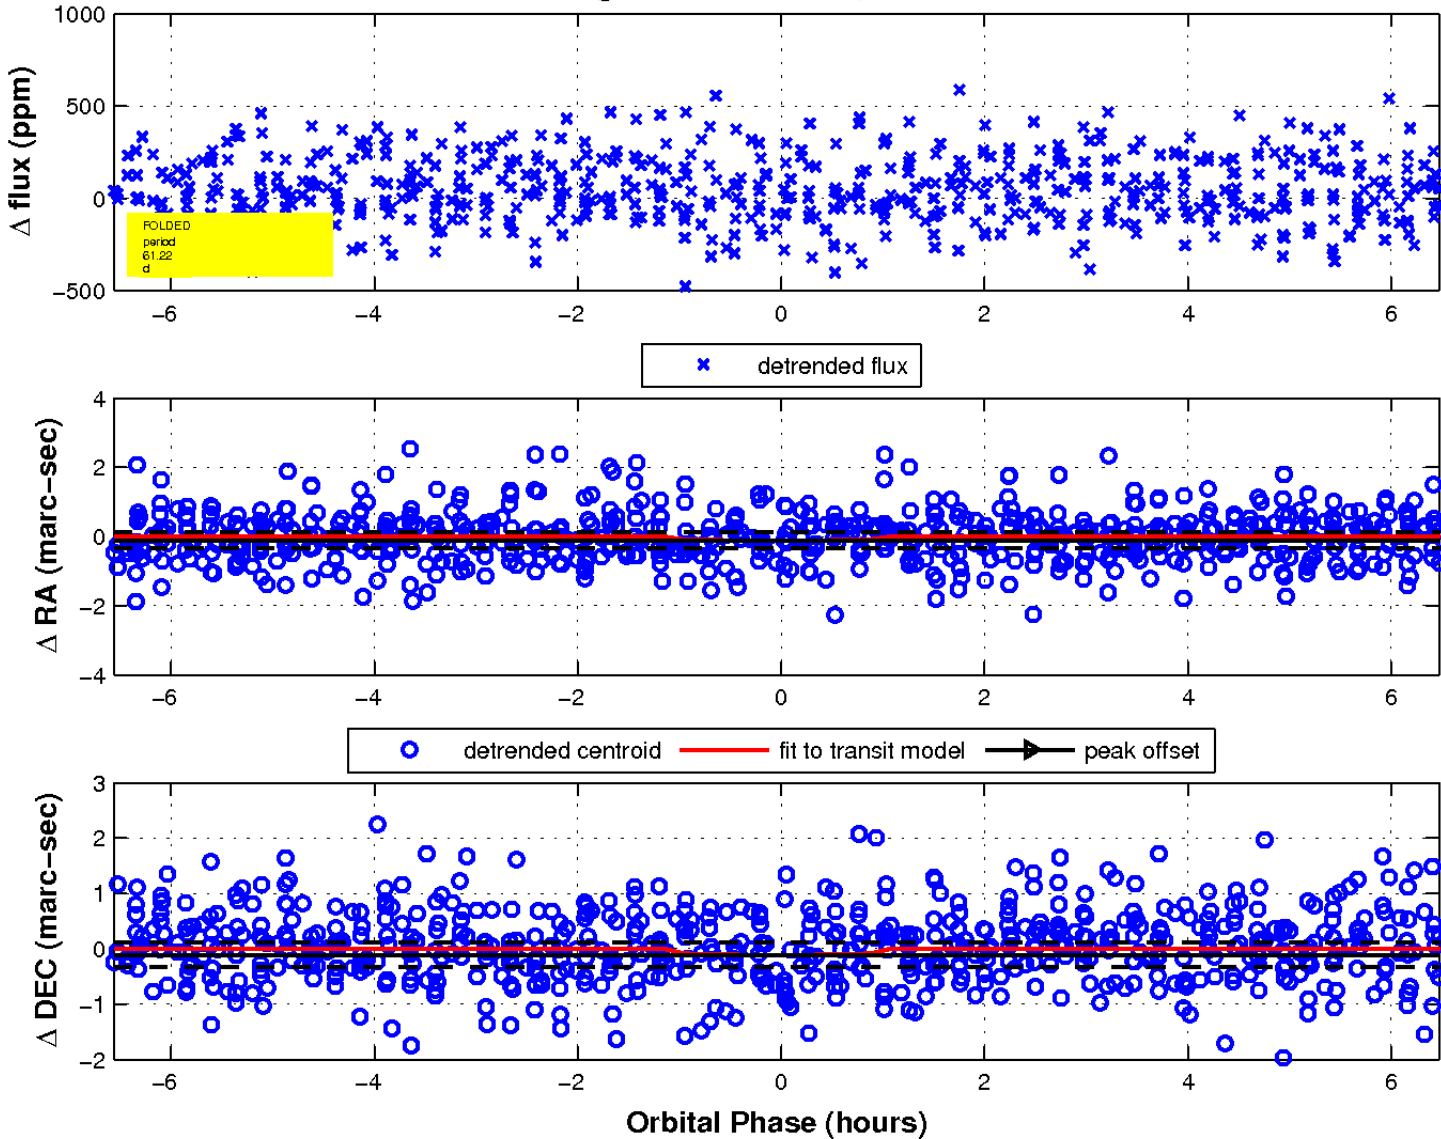 1000
500
0
−500
Δ flux (ppm)
FOLDED
period
61.22
d
−6 −4 −2 0 2 4 6
detrended flux
4
2
0
−2
−4
Δ RA (marc−sec)
−6 −4 −2 0 2 4 6
detrended centroid fit to transit model peak offset
3
2
1
0
−1
−2
Δ DEC (marc−sec)
−6 −4 −2 0 2 4 6
Orbital Phase (hours)